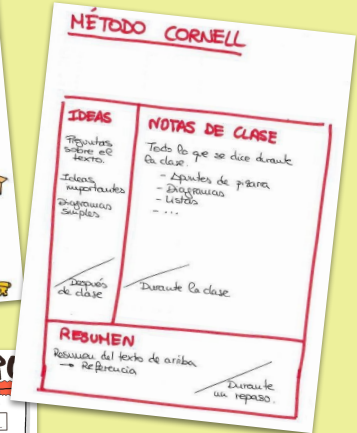 MÉTODO CORNELL
IDEAS
Preguntas
sobre el
texto.
Ideas
importantes
Diagramas
simples
Después
de clase
NOTAS DE CLASE
Todo lo que se dice durante
la clase.
- Apuntes de pizarra
- Diagramas
- Listas
- ...
Durante la clase
RESUMEN
Resumen del texto de arriba
→ Referencia
Durante
un repaso.